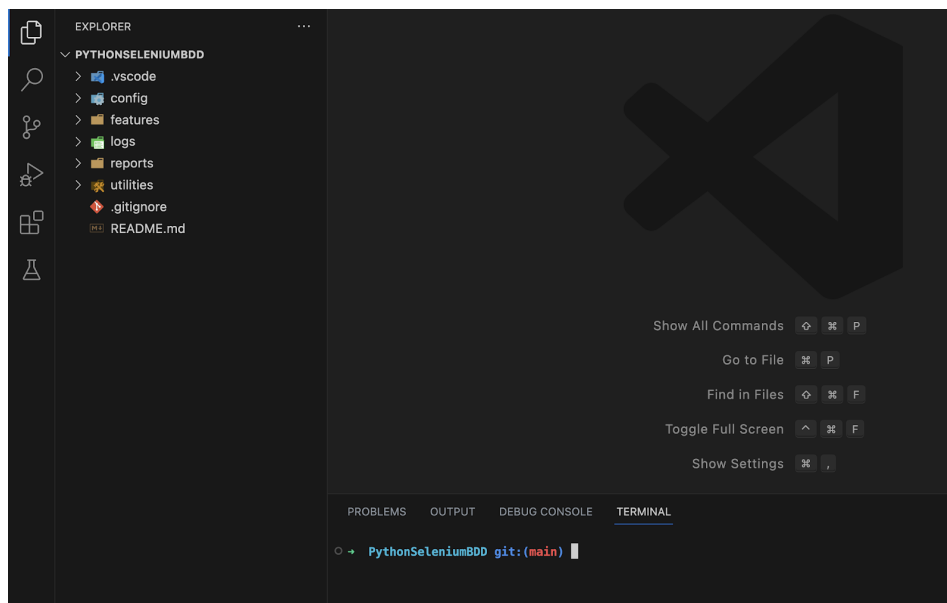 EXPLORER
PYTHONSELENIUMBDD
.vscode
config
features
logs
reports
utilities
.gitignore
README.md
Show All Commands ⇧ ⌘ P
Go to File ⌘ P
Find in Files ⇧ ⌘ F
Toggle Full Screen ^ ⌘ F
Show Settings ⌘ ,
PROBLEMS OUTPUT DEBUG CONSOLE TERMINAL
→ PythonSeleniumBDD git:(main)